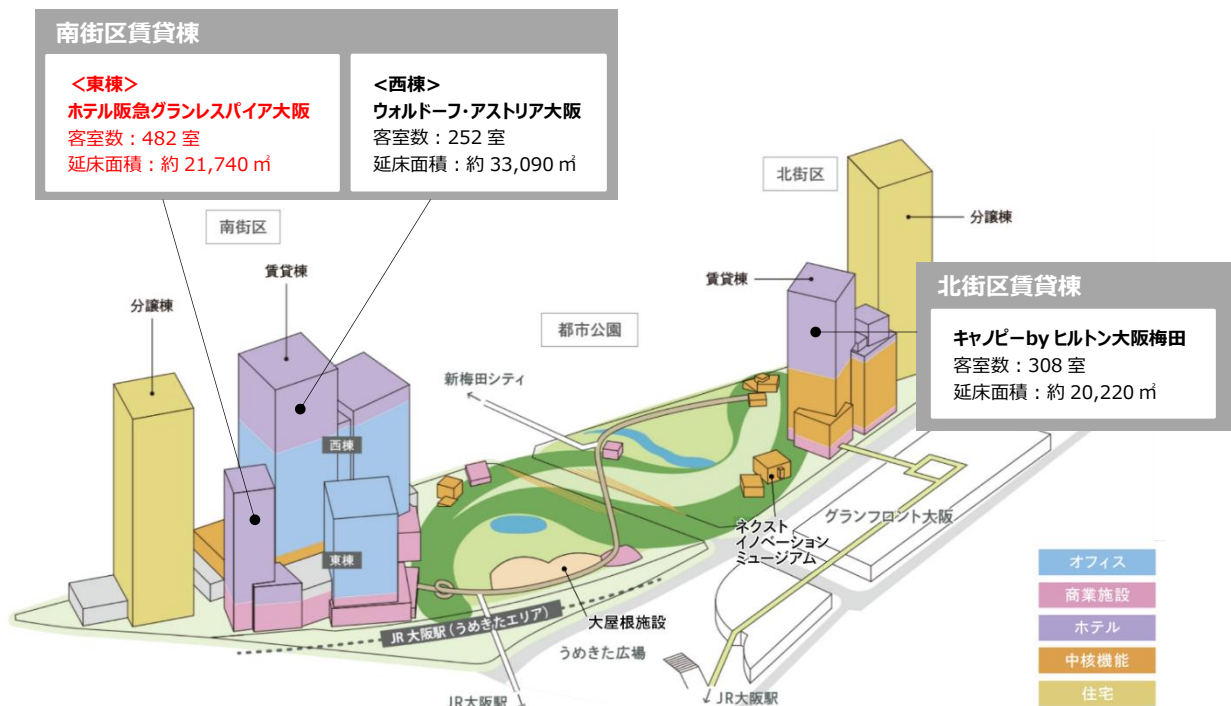 南街区賃貸棟
＜東棟＞
ホテル阪急グランレスパイア大阪
客室数：482 室
延床面積：約 21,740 ㎡
＜西棟＞
ウォルドーフ･アストリア大阪
客室数：252 室
延床面積：約 33,090 ㎡
北街区
分譲棟
南街区
賃貸棟
賃貸棟
北街区賃貸棟
キャノピーby ヒルトン大阪梅田
客室数：308 室
延床面積：約 20,220 ㎡
分譲棟
都市公園
新梅田シティ
西棟
東棟
ネクスト
イノベーション
ミュージアム
グランフロント大阪
大屋根施設
JR 大阪駅（うめきたエリア）
うめきた広場
JR大阪駅
JR大阪駅
オフィス
商業施設
ホテル
中核機能
住宅